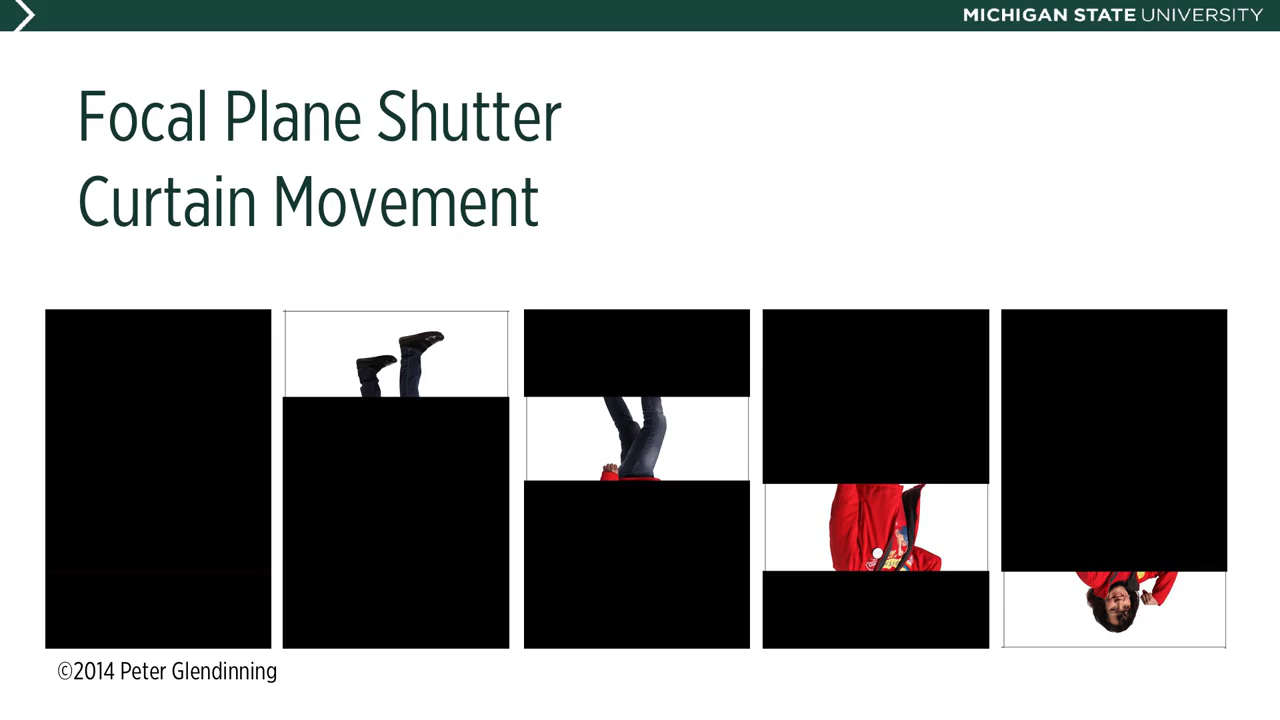 MICHIGAN STATE UNIVERSITY
Focal Plane Shutter
Curtain Movement
©2014 Peter Glendinning